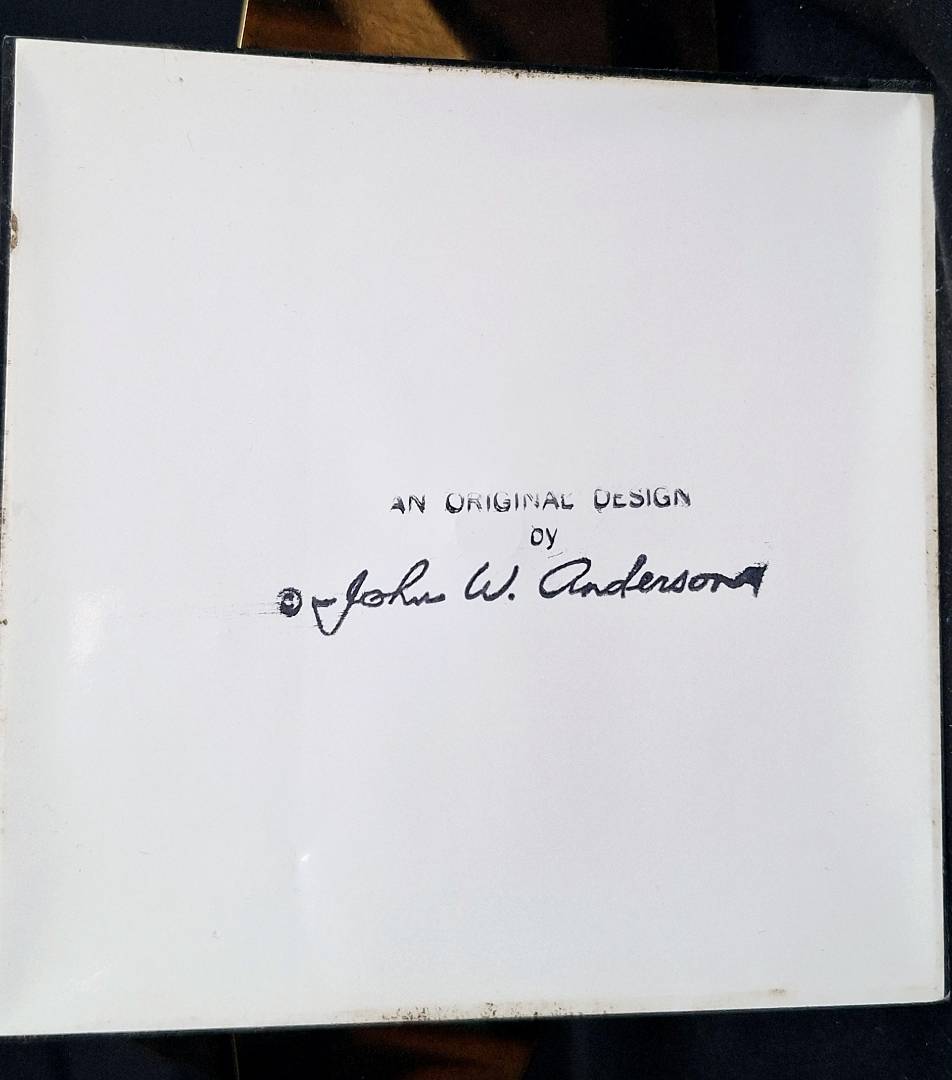 AN ORIGINAL DESIGN
by
© John W. Anderson